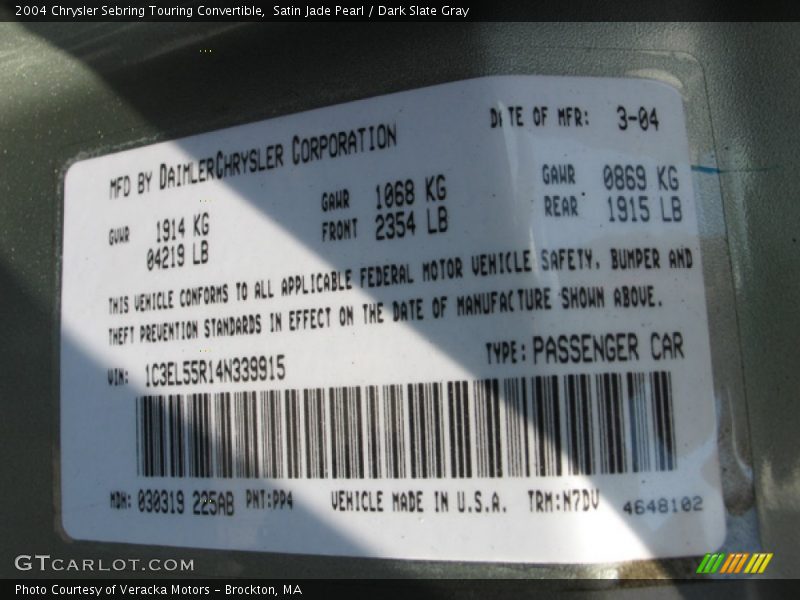 2004 Chrysler Sebring Touring Convertible,  Satin Jade Pearl / Dark Slate Gray
MFD BY DAIMLERCHRYSLER CORPORATION
DATE OF MFR: 3-04
GVWR 1914 KG
04219 LB
GAWR 1068 KG
FRONT 2354 LB
GAWR 0869 KG
REAR 1915 LB
THIS VEHICLE CONFORMS TO ALL APPLICABLE FEDERAL MOTOR VEHICLE SAFETY, BUMPER AND
THEFT PREVENTION STANDARDS IN EFFECT ON THE DATE OF MANUFACTURE SHOWN ABOVE.
VIN: 1C3EL55R14N339915
TYPE: PASSENGER CAR
MDH: 030319 225AB PNT:PP4 VEHICLE MADE IN U.S.A. TRM:N7DV 4648102
GTCARLOT.COM
Photo Courtesy of Veracka Motors – Brockton, MA